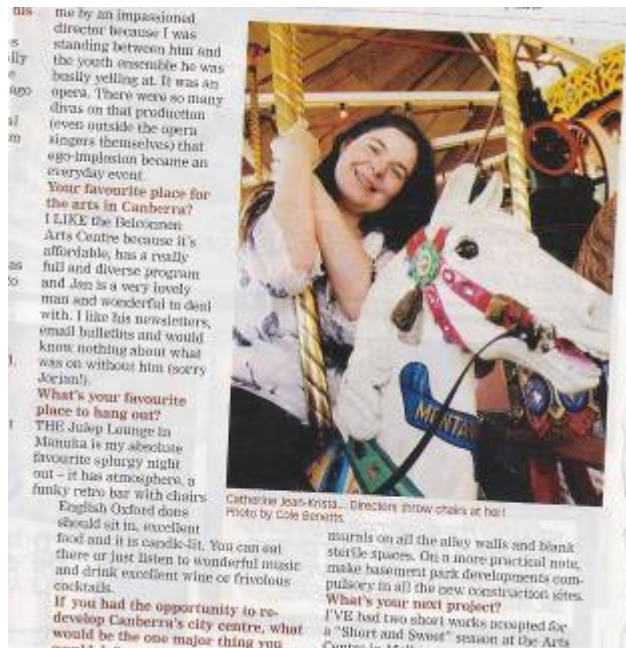 his
s
lly
ago
al
m
as
to
me by an impassioned
director because I was
standing between him and
the youth ensemble he was
busily yelling at. It was an
opera. There were so many
divas on that production
(even outside the opera
singers themselves) that
ego-implosion became an
everyday event.
Your favourite place for
the arts in Canberra?
I LIKE the Belconnen
Arts Centre because it's
affordable, has a really
full and diverse program
and Jan is a very lovely
man and wonderful to deal
with. I like his newsletters,
email bulletins and would
know nothing about what
was on without him (sorry
Jorian!).
What's your favourite
place to hang out?
THE Julep Lounge in
Manuka is my absolute
favourite splurgy night
out – it has atmosphere, a
funky retro bar with chairs
English Oxford dons
should sit in, excellent
food and it is candle-lit. You can eat
there or just listen to wonderful music
and drink excellent wine or frivolous
cocktails.
If you had the opportunity to re-
develop Canberra's city centre, what
would be the one major thing you
MENTA
Catherine Jean-Krista... Directors throw chairs at her!
Photo by Cole Bennetts.
murals on all the alley walls and blank
sterile spaces. On a more practical note,
make basement park developments com-
pulsory in all the new construction sites.
What's your next project?
I'VE had two short works accepted for
a "Short and Sweet" season at the Arts
Centre in